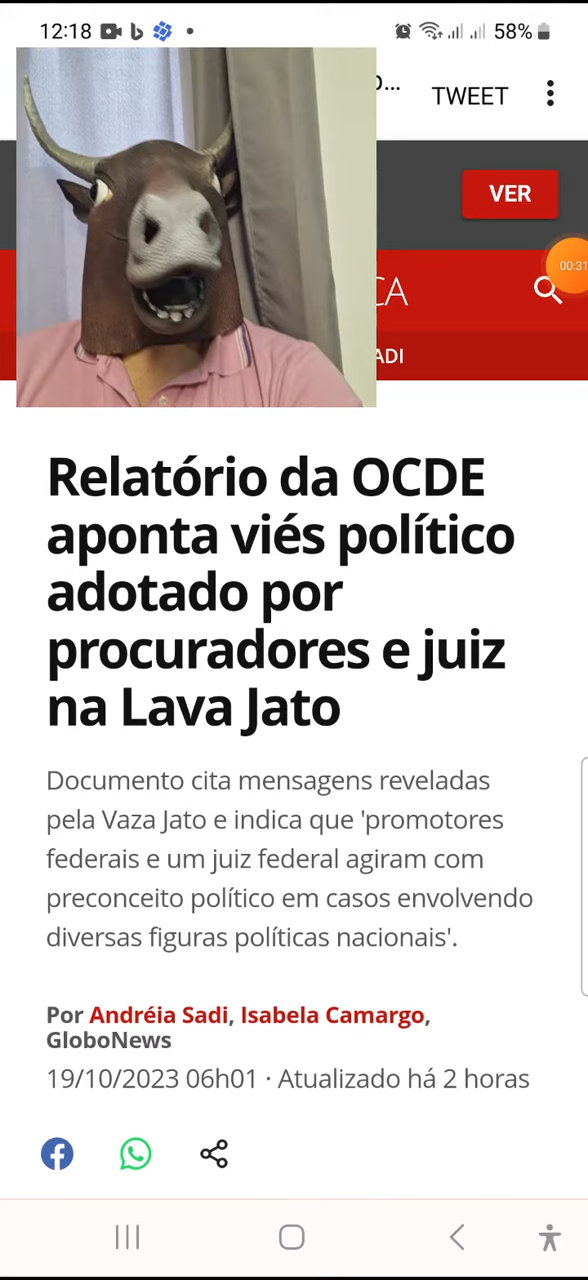 12:18
58%
TWEET
VER
00:31
CA
ADI
Relatório da OCDE
aponta viés político
adotado por
procuradores e juiz
na Lava Jato
Documento cita mensagens reveladas
pela Vaza Jato e indica que 'promotores
federais e um juiz federal agiram com
preconceito político em casos envolvendo
diversas figuras políticas nacionais'.
Por Andréia Sadi, Isabela Camargo,
GloboNews
19/10/2023 06h01 · Atualizado há 2 horas